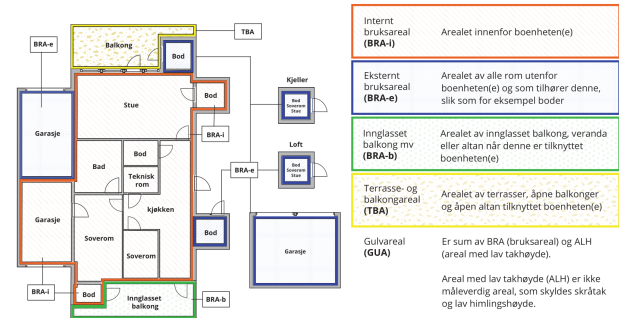 BRA-e
Balkong
TBA
Bod
Stue
Bod
BRA-i
Garasje
Bad
Bod
Teknisk
rom
kjøkken
Garasje
Soverom
Soverom
Bod
BRA-i
Bod
Innglasset
balkong
BRA-b
BRA-e
Kjeller
Bod
Soverom
Stue
Loft
Bod
Soverom
Stue
Garasje
Internt
bruksareal
(BRA-i)
Arealet innenfor boenheten(e)
Eksternt
bruksareal
(BRA-e)
Arealet av alle rom utenfor
boenheten(e) og som tilhører denne,
slik som for eksempel boder
Innglasset
balkong mv
(BRA-b)
Arealet av innglasset balkong, veranda
eller altan når denne er tilknyttet
boenheten(e)
Terrasse- og
balkongareal
(TBA)
Arealet av terrasser, åpne balkonger
og åpen altan tilknyttet boenheten(e)
Gulvareal
(GUA)
Er sum av BRA (bruksareal) og ALH
(areal med lav takhøyde).
Areal med lav takhøyde (ALH) er ikke
måleverdig areal, som skyldes skråtak
og lav himlingshøyde.